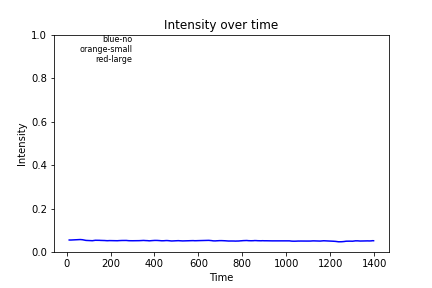 Intensity over time
blue-no
orange-small
red-large
1.0
0.8
0.6
0.4
0.2
0.0
Intensity
0 200 400 600 800 1000 1200 1400
Time